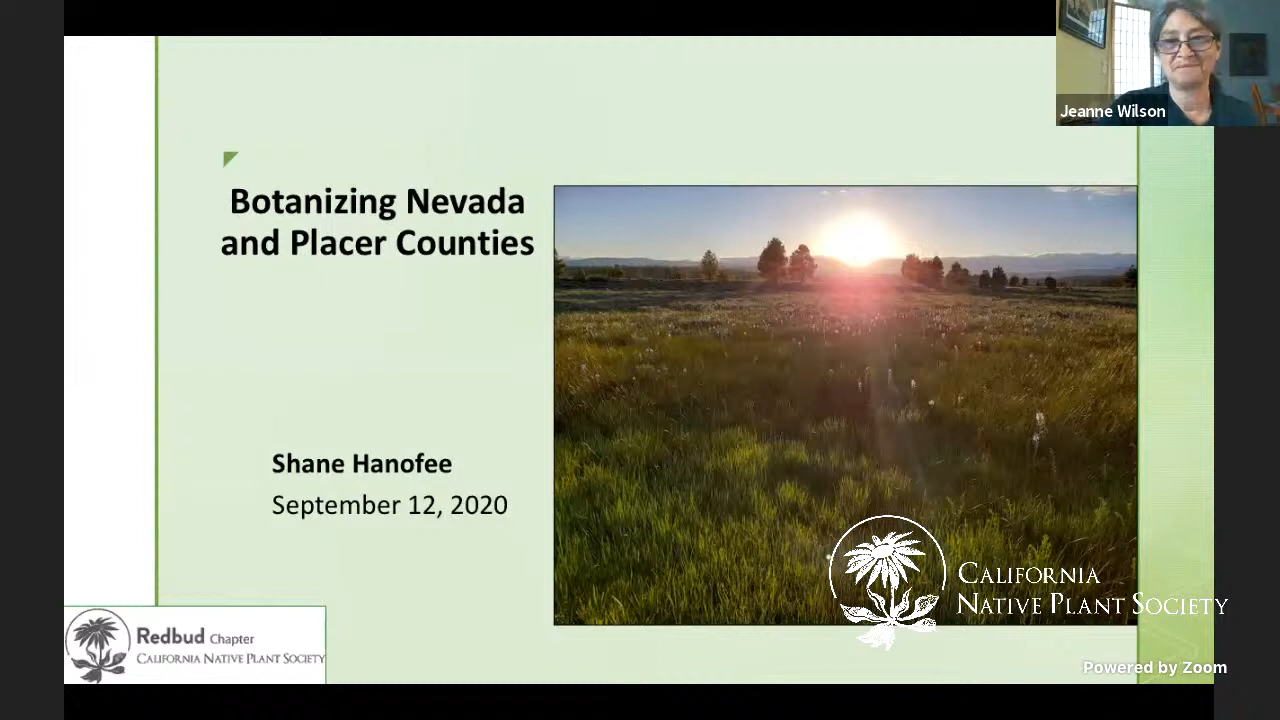 Jeanne Wilson
Botanizing Nevada
and Placer Counties
Shane Hanofee
September 12, 2020
CALIFORNIA
NATIVE PLANT SOCIETY
Redbud Chapter
CALIFORNIA NATIVE PLANT SOCIETY
Powered by Zoom